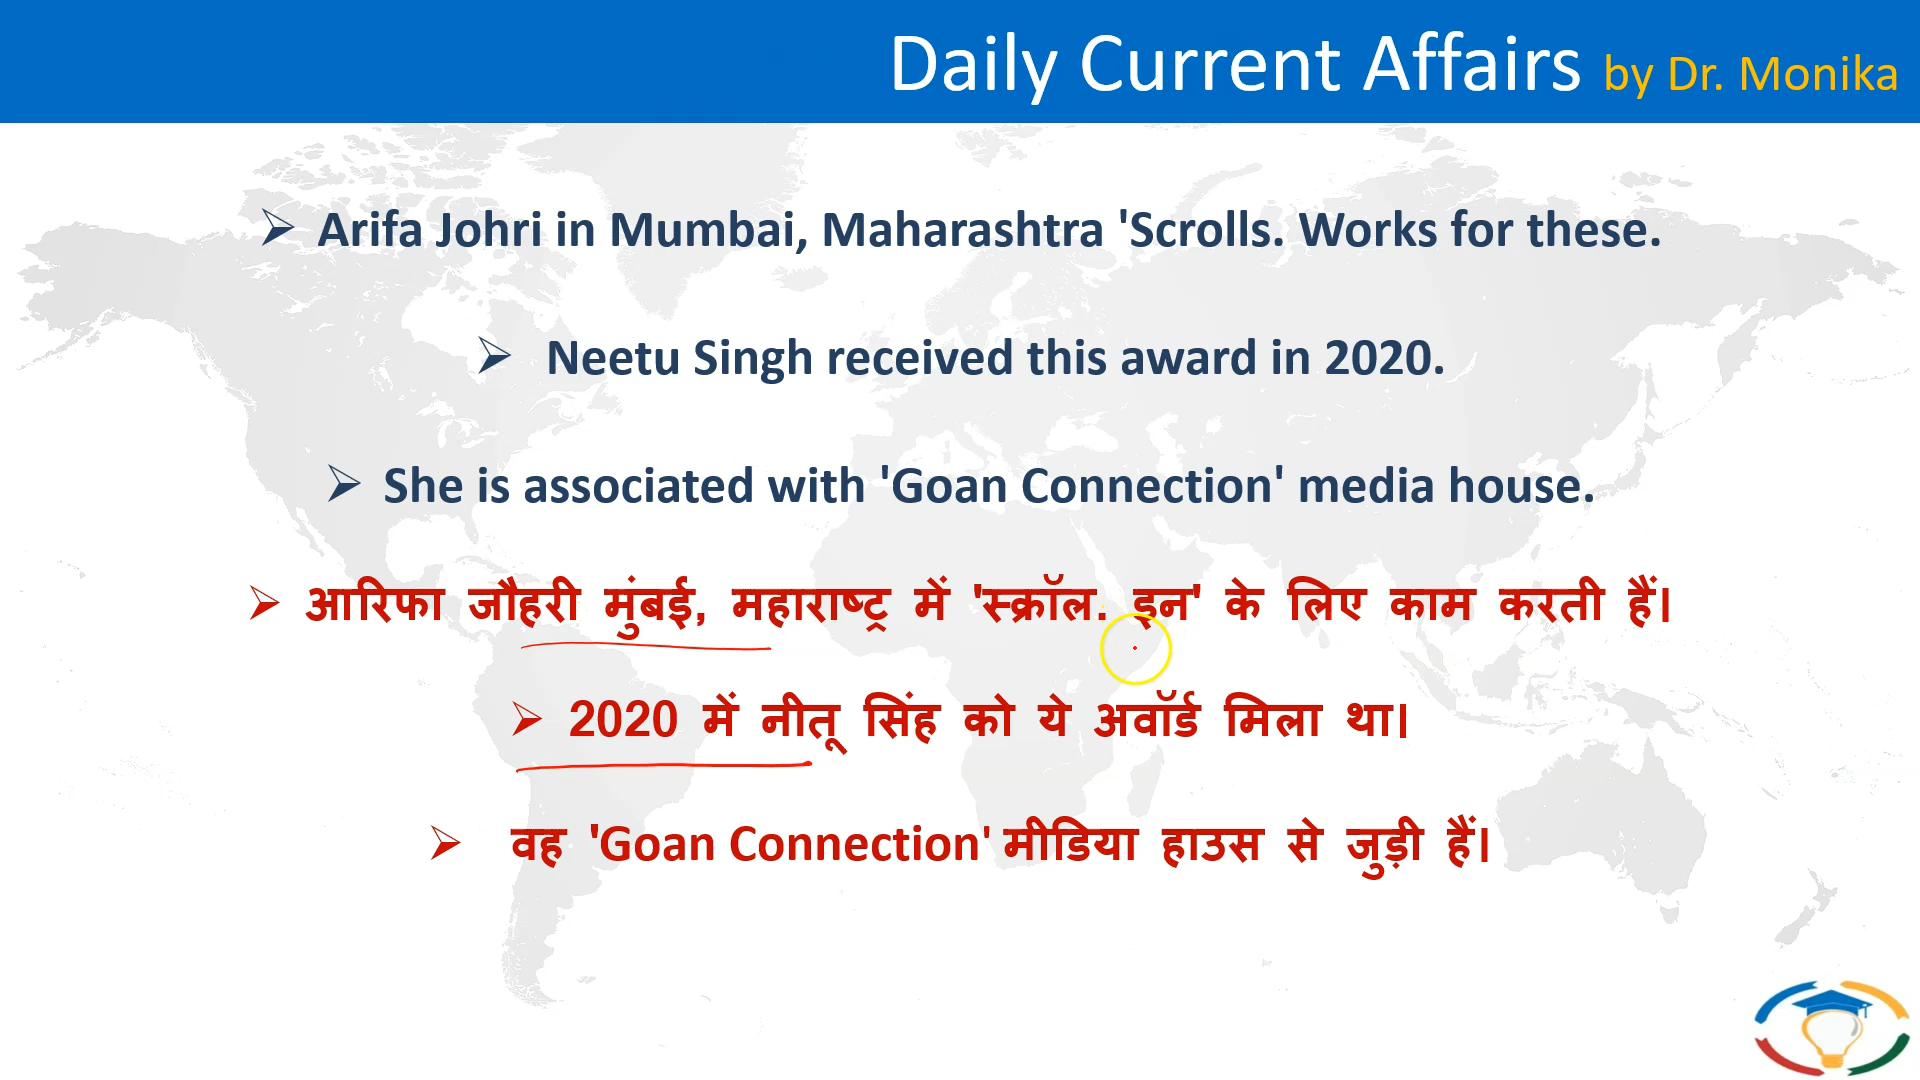 Daily Current Affairs by Dr. Monika
Arifa Johri in Mumbai, Maharashtra 'Scrolls. Works for these.
Neetu Singh received this award in 2020.
She is associated with 'Goan Connection' media house.
आरिफा जौहरी मुंबई, महाराष्ट्र में 'स्क्रॉल. इन' के लिए काम करती हैं।
2020 में नीतू सिंह को ये अवॉर्ड मिला था।
वह 'Goan Connection' मीडिया हाउस से जुड़ी हैं।